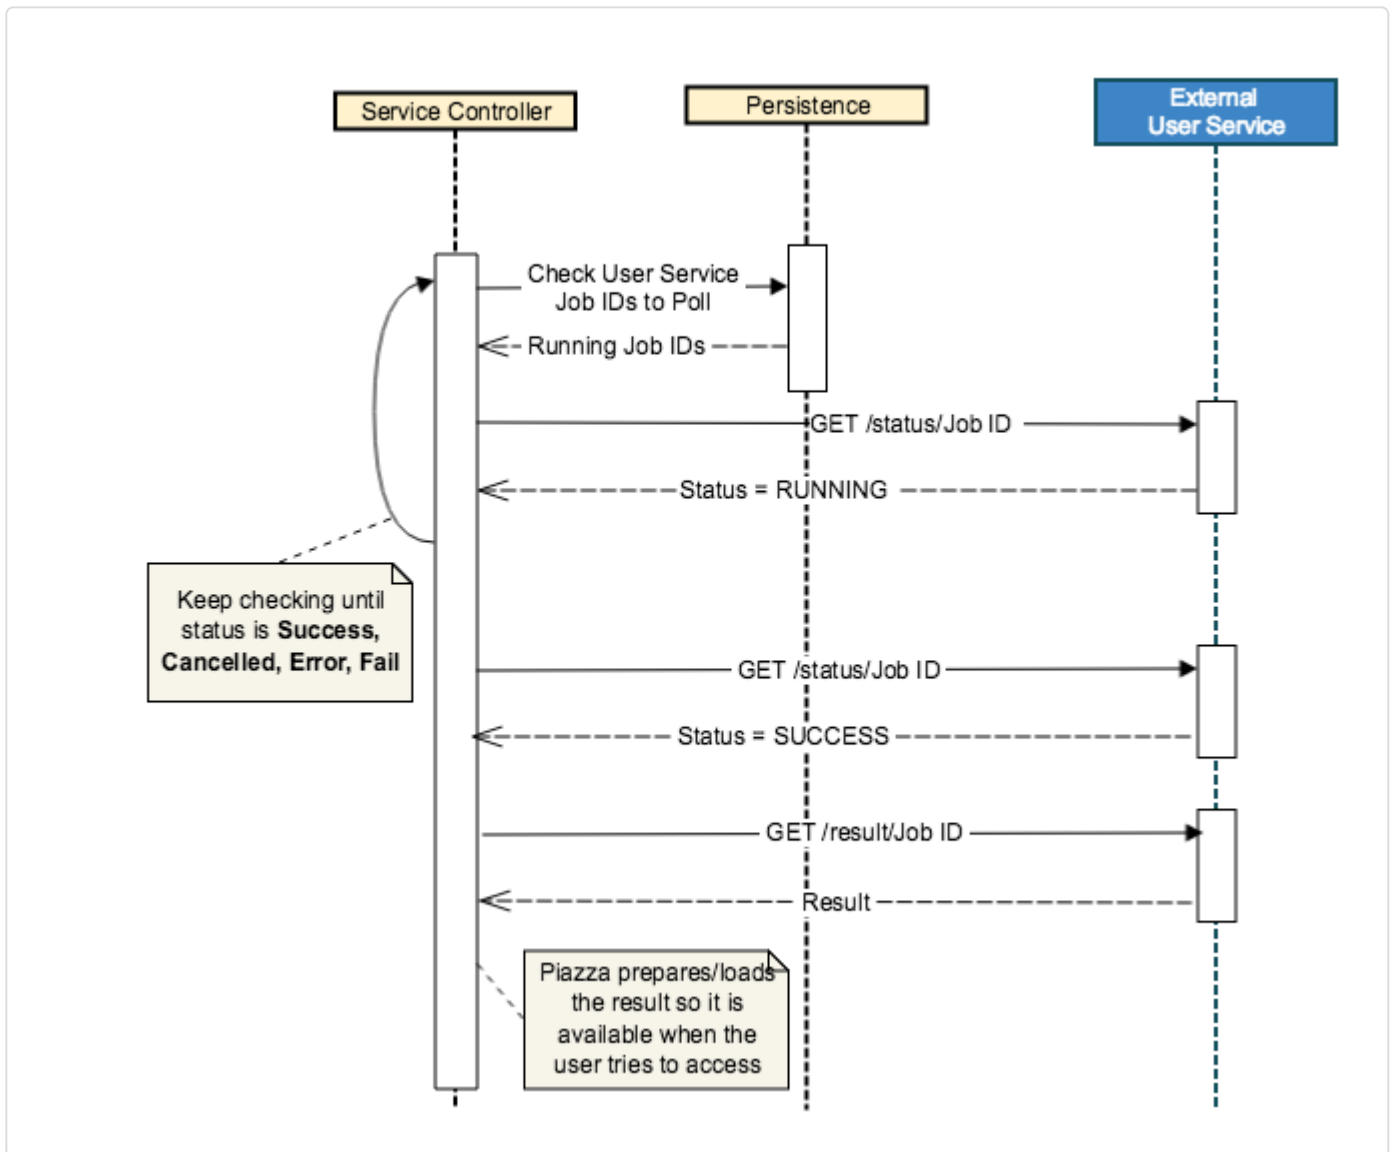 Service Controller
Persistence
External
User Service
Check User Service
Job IDs to Poll
Running Job IDs
GET /status/Job ID
Status = RUNNING
Keep checking until
status is Success,
Cancelled, Error, Fail
GET /status/Job ID
Status = SUCCESS
GET /result/Job ID
Result
Piazza prepares/loads
the result so it is
available when the
user tries to access